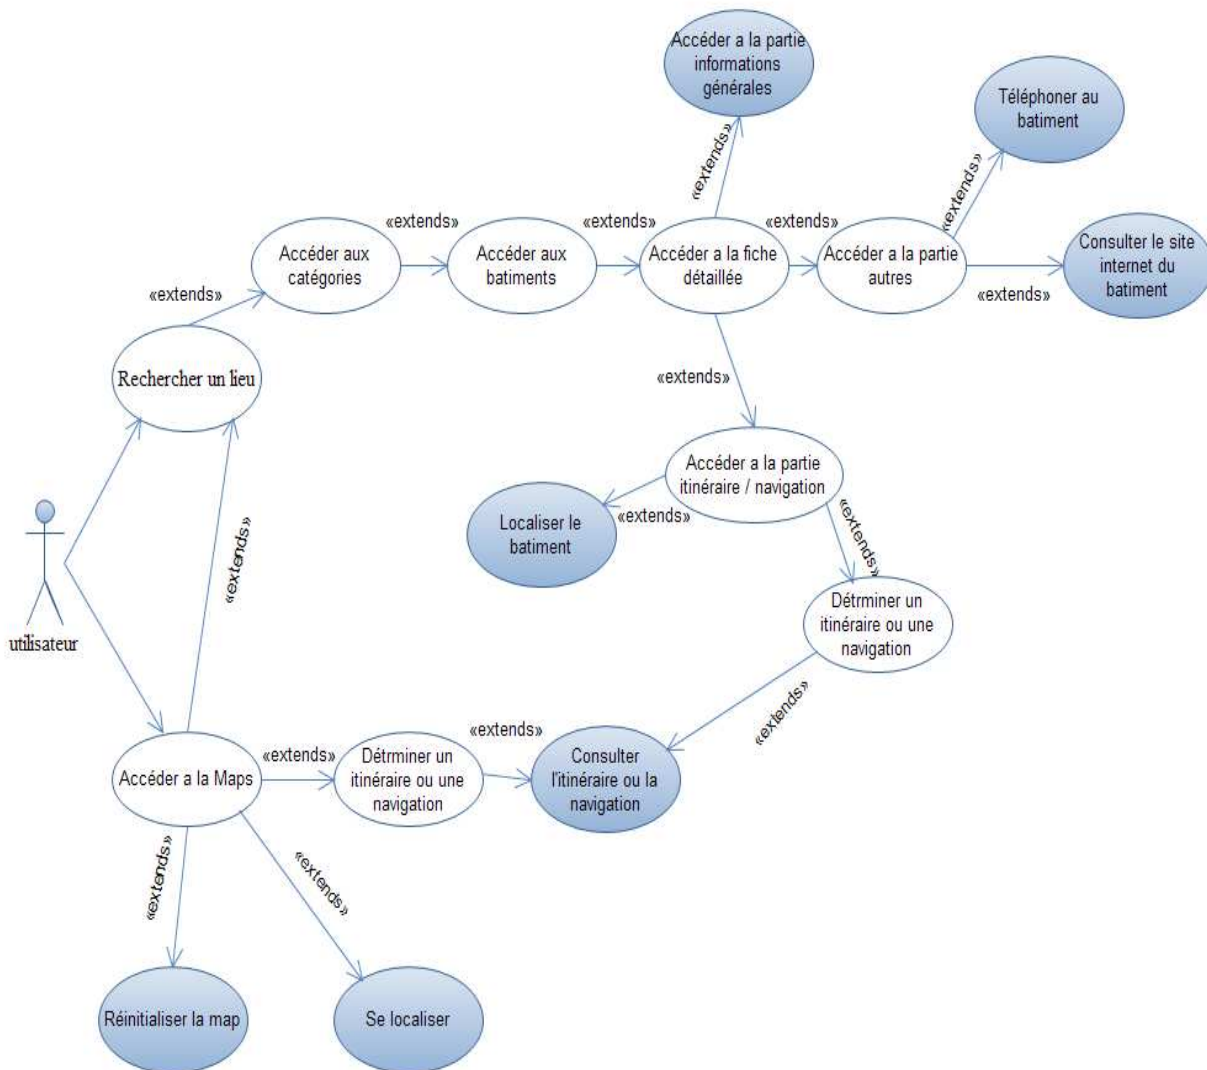 Accéder a la partie
informations
générales
Téléphoner au
batiment
«extends»
«extends»
«extends»
«extends»
«extends»
Accéder aux
catégories
Accéder aux
batiments
Accéder a la fiche
détaillée
Accéder a la partie
autres
Consulter le site
internet du
batiment
«extends»
«extends»
Rechercher un lieu
«extends»
Accéder a la partie
itinéraire / navigation
Localiser le
batiment
«extends»
«extends»
«extends»
Détrminer un
itinéraire ou une
navigation
utilisateur
«extends»
«extends»
«extends»
Accéder a la Maps
Détrminer un
itinéraire ou une
navigation
Consulter
l'itinéraire ou la
navigation
«extends»
«extends»
Réinitialiser la map
Se localiser